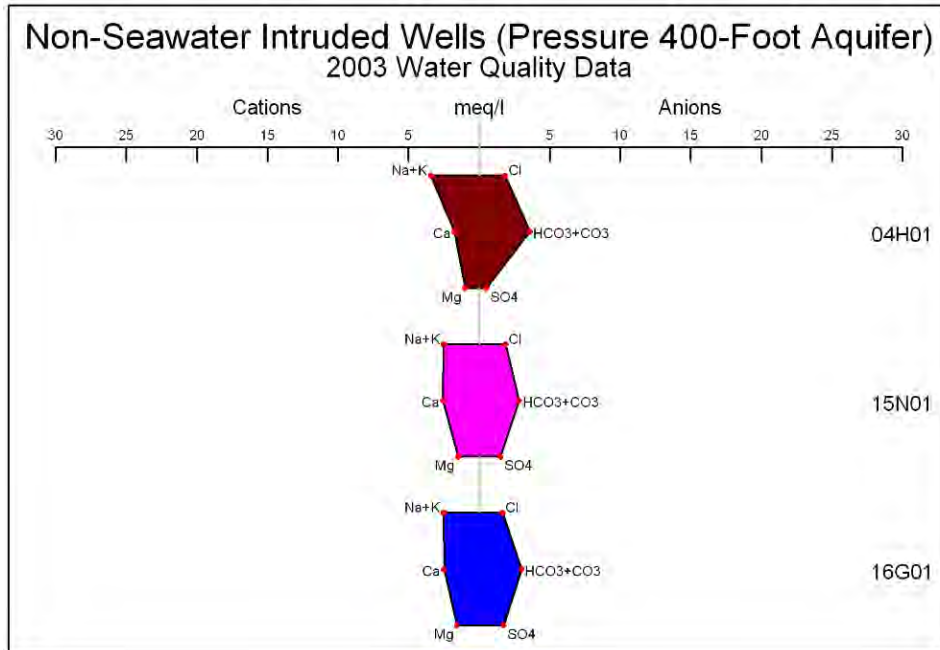 Non-Seawater Intruded Wells (Pressure 400-Foot Aquifer)
2003 Water Quality Data
Cations meq/l Anions
30 25 20 15 10 5 5 10 15 20 25 30
Na+K Cl
Ca HCO3+CO3 04H01
Mg SO4
Na+K Cl
Ca HCO3+CO3 15N01
Mg SO4
Na+K Cl
Ca HCO3+CO3 16G01
Mg SO4